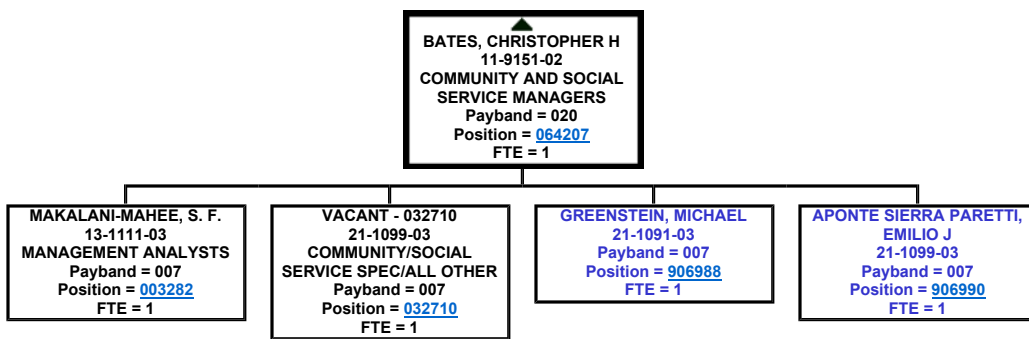 BATES, CHRISTOPHER H
11-9151-02
COMMUNITY AND SOCIAL
SERVICE MANAGERS
Payband = 020
Position = 064207
FTE = 1
MAKALANI-MAHEE, S. F.
13-1111-03
MANAGEMENT ANALYSTS
Payband = 007
Position = 003282
FTE = 1
VACANT - 032710
21-1099-03
COMMUNITY/SOCIAL
SERVICE SPEC/ALL OTHER
Payband = 007
Position = 032710
FTE = 1
GREENSTEIN, MICHAEL
21-1091-03
Payband = 007
Position = 906988
FTE = 1
APONTE SIERRA PARETTI,
EMILIO J
21-1099-03
Payband = 007
Position = 906990
FTE = 1